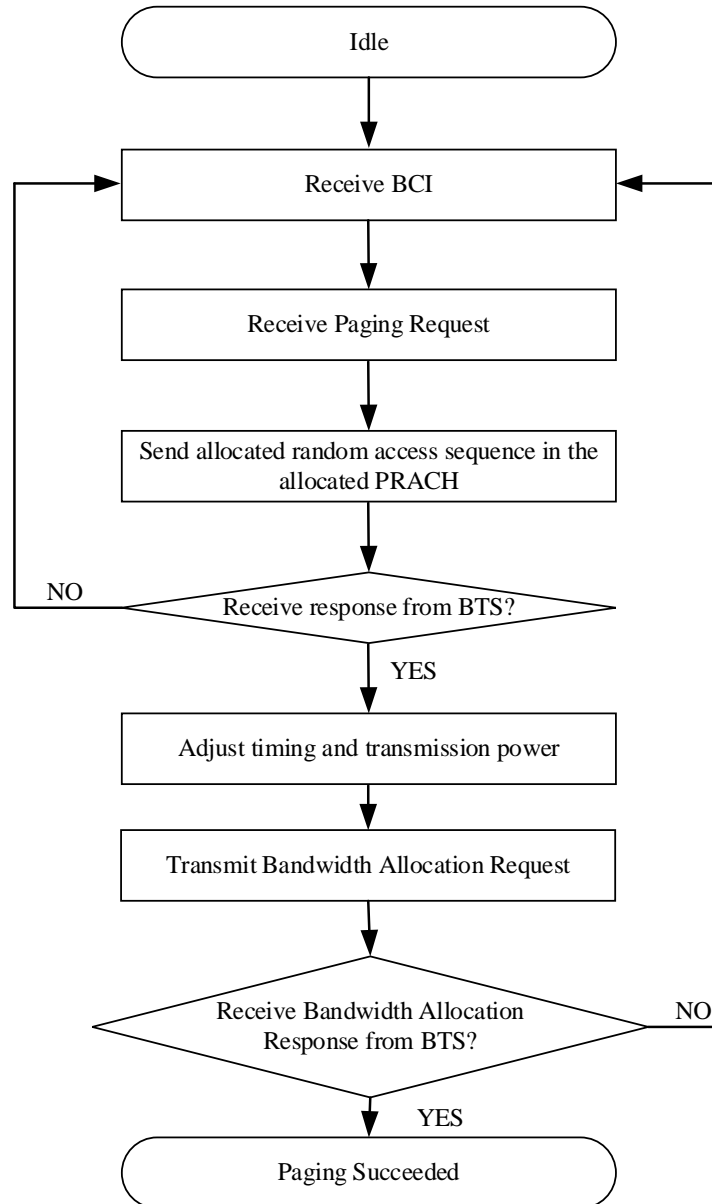 Idle
Receive BCI
Receive Paging Request
Send allocated random access sequence in the
allocated PRACH
NO
Receive response from BTS?
YES
Adjust timing and transmission power
Transmit Bandwidth Allocation Request
Receive Bandwidth Allocation
Response from BTS?
NO
YES
Paging Succeeded